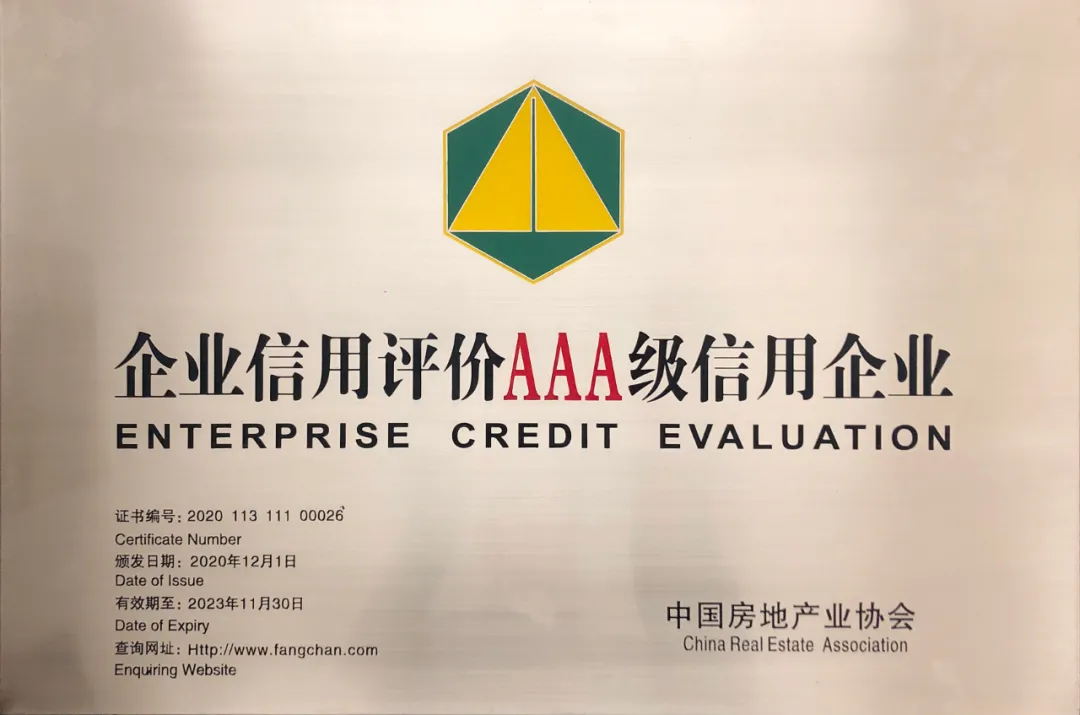 企业信用评价AAA级信用企业
ENTERPRISE CREDIT EVALUATION
证书编号：2020 113 111 00026
Certificate Number
颁发日期：2020年12月1日
Date of Issue
有效期至：2023年11月30日
Date of Expiry
查询网址：Http://www.fangchan.com
Enquiring Website
中国房地产业协会
China Real Estate Association